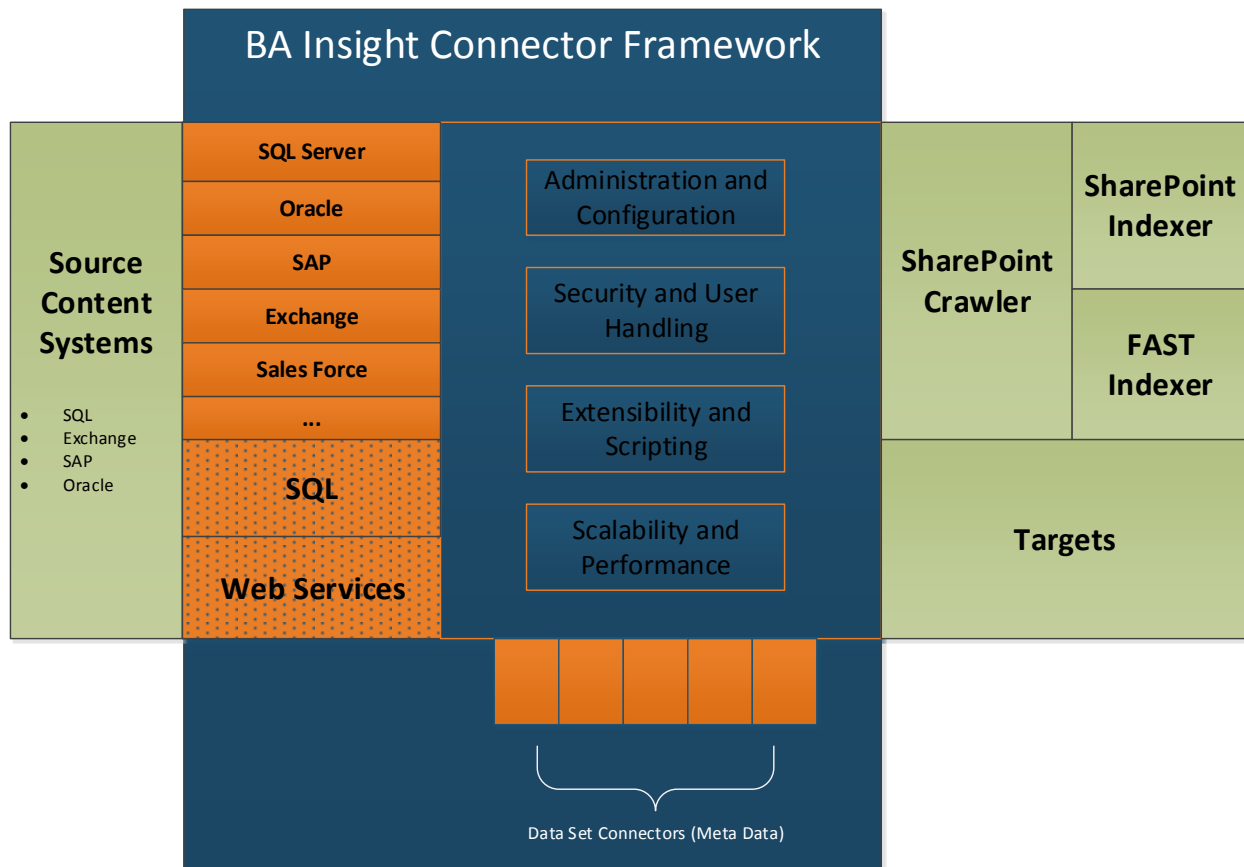 BA Insight Connector Framework
Source
Content
Systems
• SQL
• Exchange
• SAP
• Oracle
SQL Server
Oracle
SAP
Exchange
Sales Force
...
SQL
Web Services
Administration and
Configuration
Security and User
Handling
Extensibility and
Scripting
Scalability and
Performance
SharePoint
Crawler
SharePoint
Indexer
FAST
Indexer
Targets
Data Set Connectors (Meta Data)